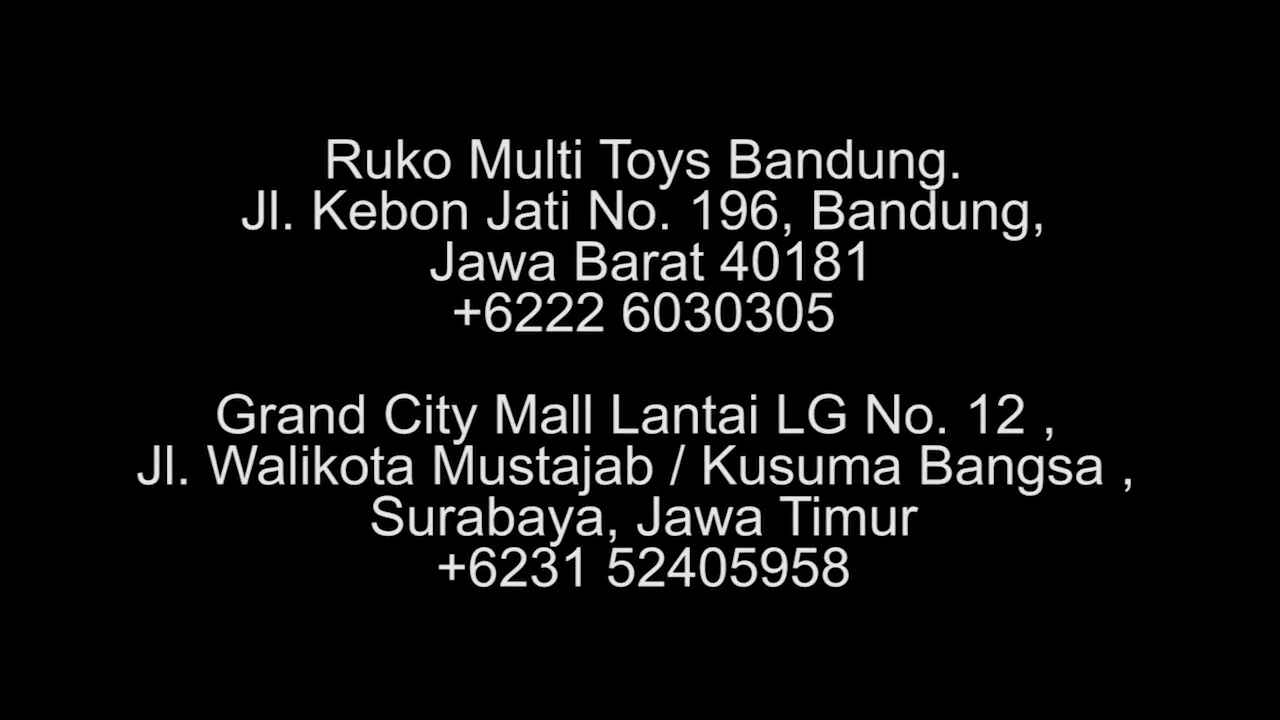 Ruko Multi Toys Bandung.
Jl. Kebon Jati No. 196, Bandung,
Jawa Barat 40181
+6222 6030305
Grand City Mall Lantai LG No. 12 ,
Jl. Walikota Mustajab / Kusuma Bangsa ,
Surabaya, Jawa Timur
+6231 52405958